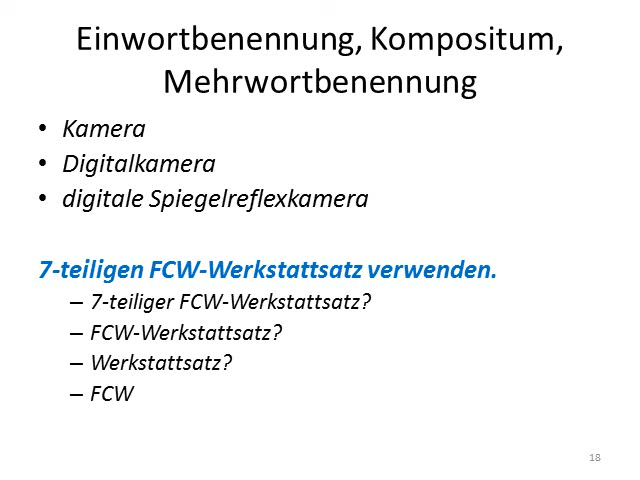 Einwortbenennung, Kompositum,
Mehrwortbenennung
• Kamera
• Digitalkamera
• digitale Spiegelreflexkamera
7-teiligen FCW-Werkstattsatz verwenden.
– 7-teiliger FCW-Werkstattsatz?
– FCW-Werkstattsatz?
– Werkstattsatz?
– FCW
18